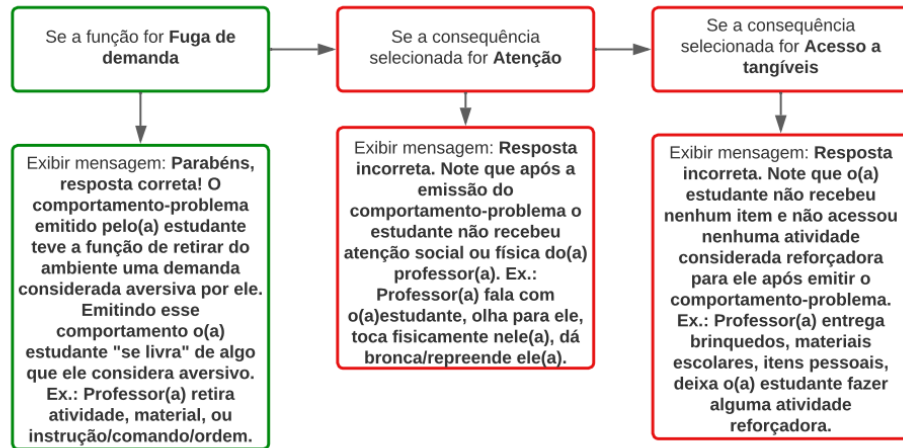 Se a função for Fuga de
demanda
Se a consequência
selecionada for Atenção
Se a consequência
selecionada for Acesso a
tangíveis
Exibir mensagem: Parabéns,
resposta correta! O
comportamento-problema
emitido pelo(a) estudante
teve a função de retirar do
ambiente uma demanda
considerada aversiva por ele.
Emitindo esse
comportamento o(a)
estudante "se livra" de algo
que ele considera aversivo.
Ex.: Professor(a) retira
atividade, material, ou
instrução/comando/ordem.
Exibir mensagem: Resposta
incorreta. Note que após a
emissão do
comportamento-problema o
estudante não recebeu
atenção social ou física do(a)
professor(a). Ex.:
Professor(a) fala com
o(a)estudante, olha para ele,
toca fisicamente nele(a), dá
bronca/repreende ele(a).
Exibir mensagem: Resposta
incorreta. Note que o(a)
estudante não recebeu
nenhum item e não acessou
nenhuma atividade
considerada reforçadora
para ele após emitir o
comportamento-problema.
Ex.: Professor(a) entrega
brinquedos, materiais
escolares, itens pessoais,
deixa o(a) estudante fazer
alguma atividade
reforçadora.